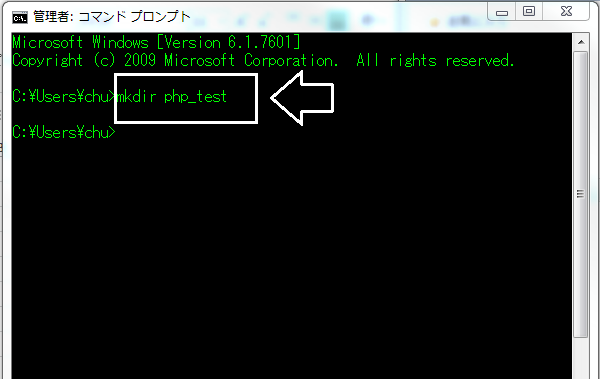 管理者: コマンド プロンプト
Microsoft Windows [Version 6.1.7601]
Copyright (c) 2009 Microsoft Corporation.  All rights reserved.
C:¥Users¥chu>mkdir php_test
C:¥Users¥chu>